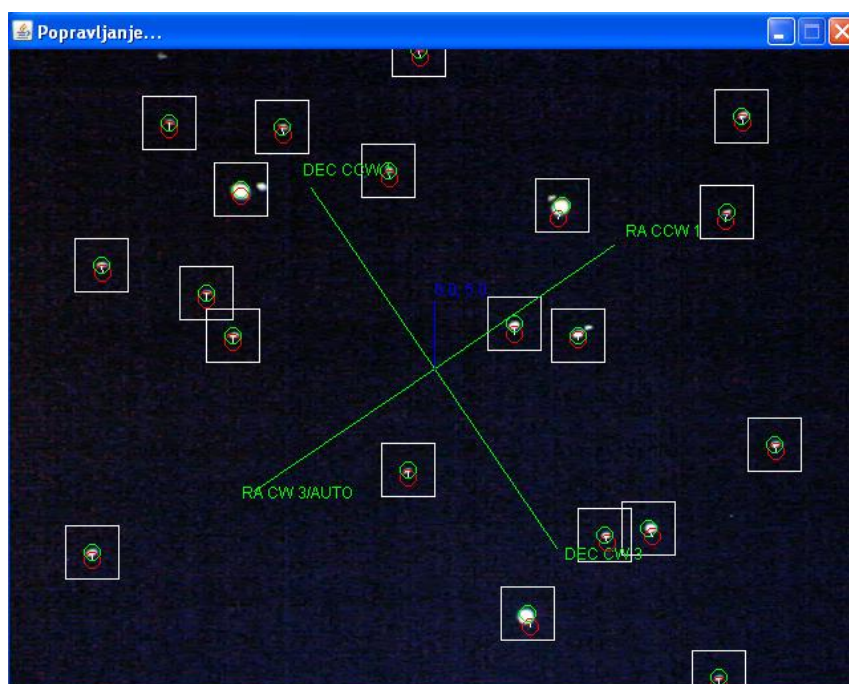 Popravljanje...
DEC CCW 1
RA CCW 1
RA CW 3/AUTO
DEC CW 3